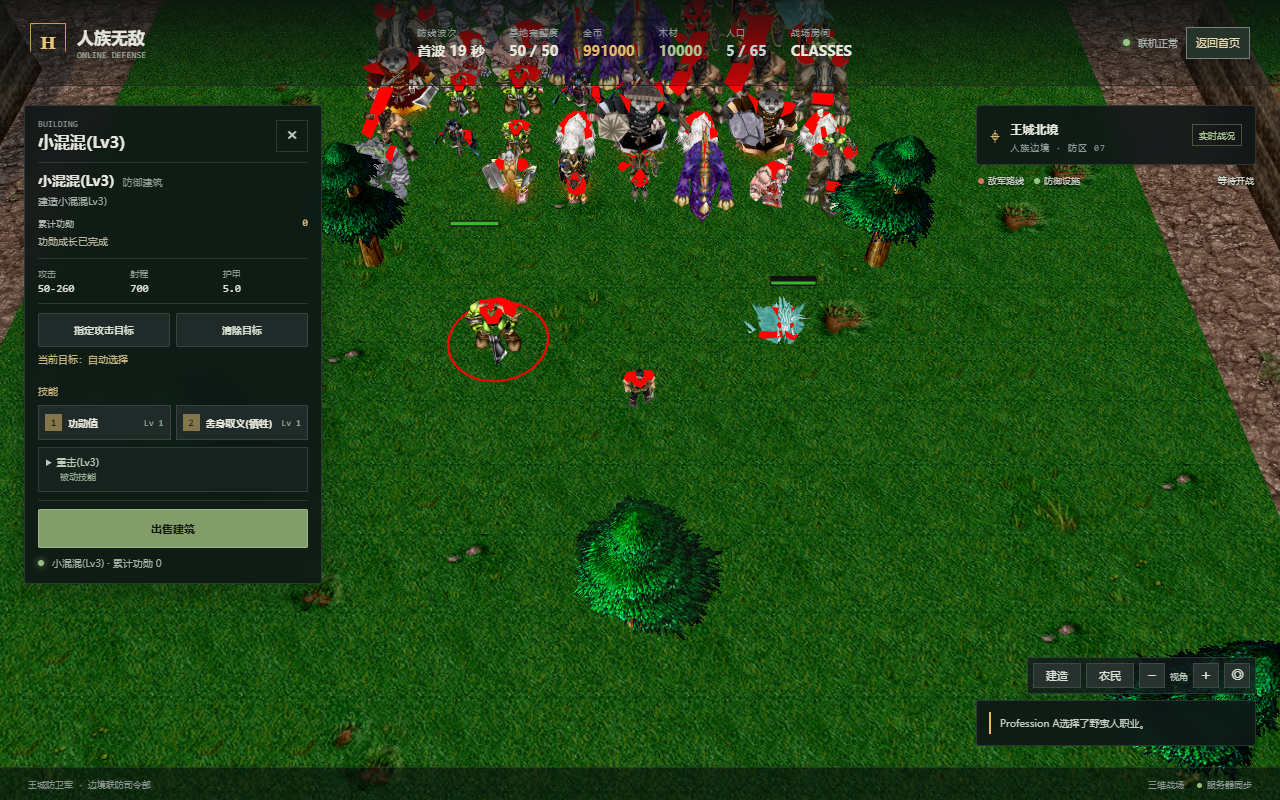 H
人族无敌
ONLINE DEFENSE
防线波次
首波 19 秒
基地完整度
50 / 50
金币
991000
木材
10000
人口
5 / 65
战场房间
CLASSES
联机正常
返回首页
BUILDING
小混混(Lv3)
×
小混混(Lv3) 防御建筑
建造小混混Lv3)
累计功勋 0
功勋成长已完成
攻击 射程 护甲
50-260 700 5.0
指定攻击目标 清除目标
当前目标: 自动选择
技能
1 功勋值 Lv 1 2 舍身取义(牺牲) Lv 1
▶ 重击(Lv3)
被动技能
出售建筑
小混混(Lv3) · 累计功勋 0
王城北境
人族边境 · 防区 07
实时战况
敌军路线 防御设施 等待开战
建造 农民 − 视角 +
Profession A选择了野蛮人职业。
王城防卫军 · 边境联防司令部
三维战场 服务器同步